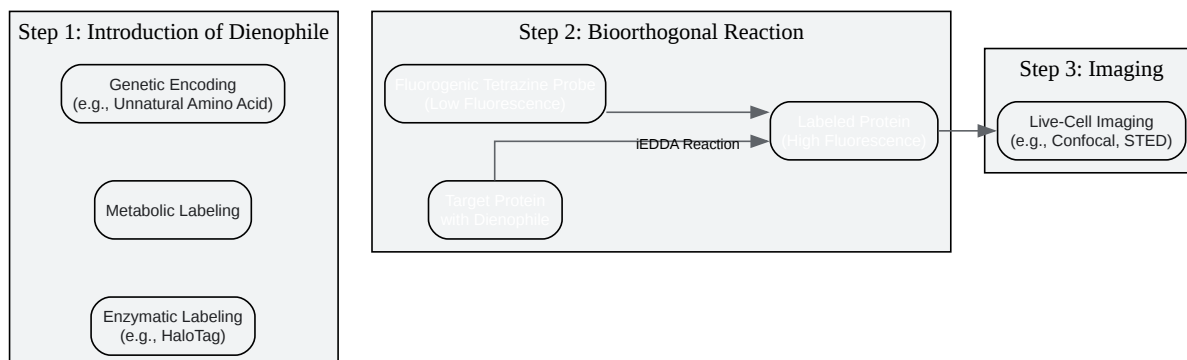 Step 1: Introduction of Dienophile
Genetic Encoding
(e.g., Unnatural Amino Acid)
Metabolic Labeling
Enzymatic Labeling
(e.g., HaloTag)
Step 2: Bioorthogonal Reaction
Fluorogenic Tetrazine Probe
(Low Fluorescence)
Labeled Protein
(High Fluorescence)
iEDDA Reaction
Target Protein
with Dienophile
Step 3: Imaging
Live-Cell Imaging
(e.g., Confocal, STED)